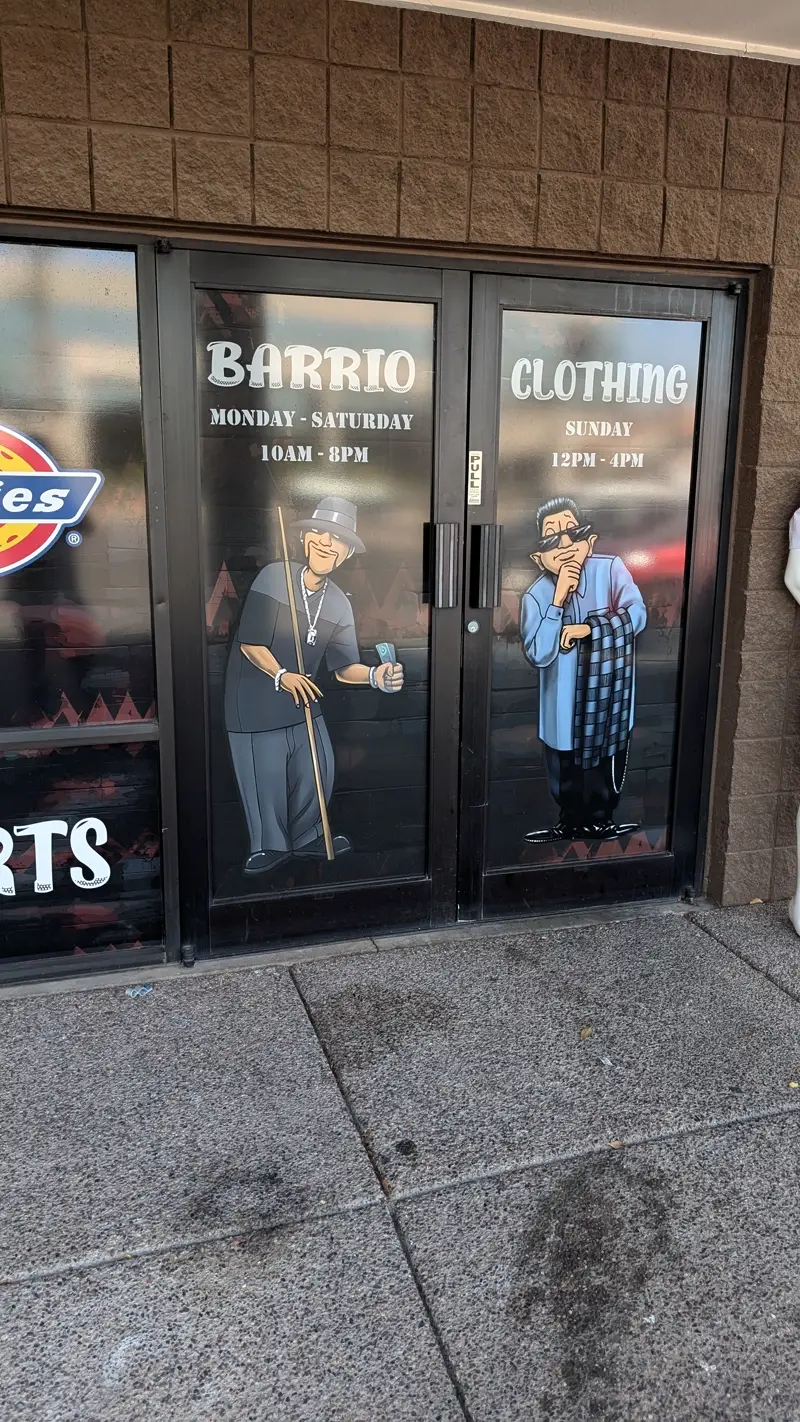 BARRIO
MONDAY - SATURDAY
10AM - 8PM
CLOTHING
SUNDAY
12PM - 4PM
PULL
ies®
RTS